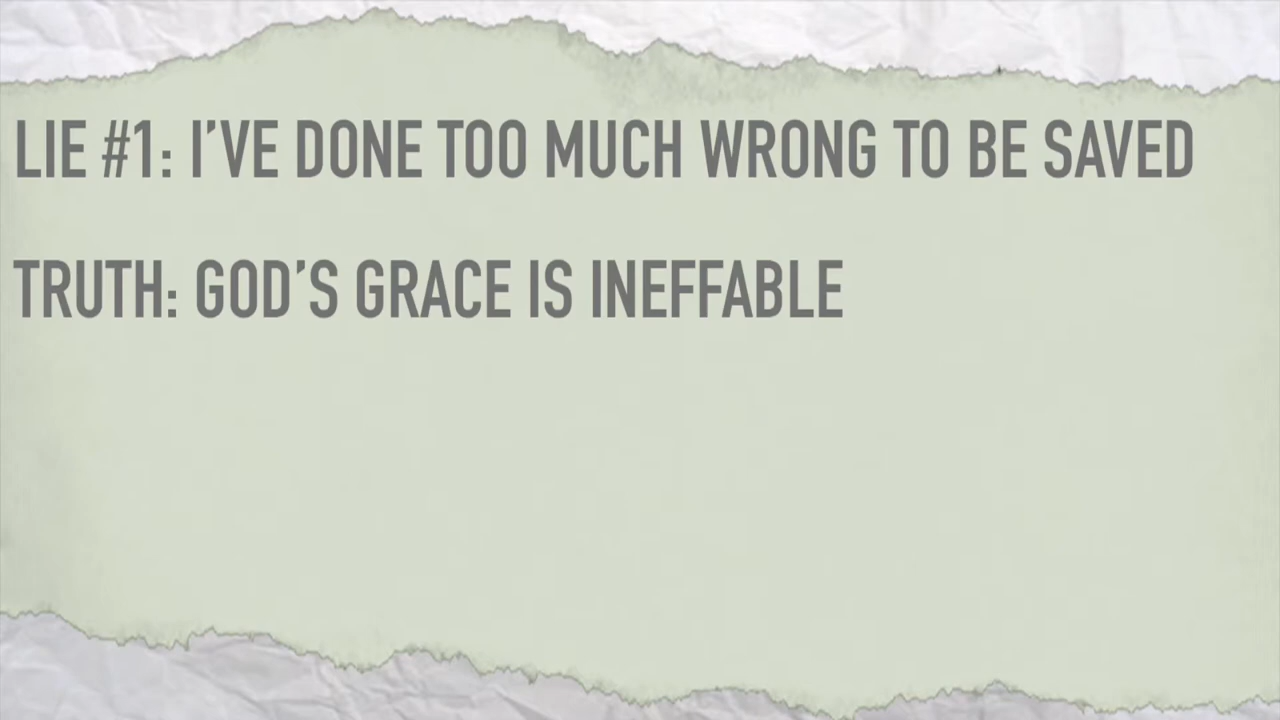 LIE #1: I’VE DONE TOO MUCH WRONG TO BE SAVED
TRUTH: GOD’S GRACE IS INEFFABLE